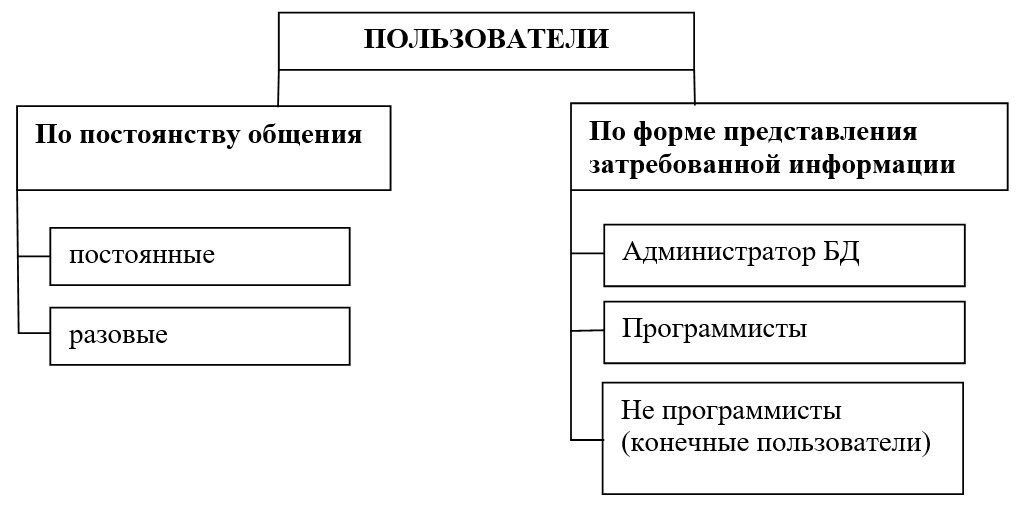 ПОЛЬЗОВАТЕЛИ
По постоянству общения
постоянные
разовые
По форме представления
затребованной информации
Администратор БД
Программисты
Не программисты
(конечные пользователи)